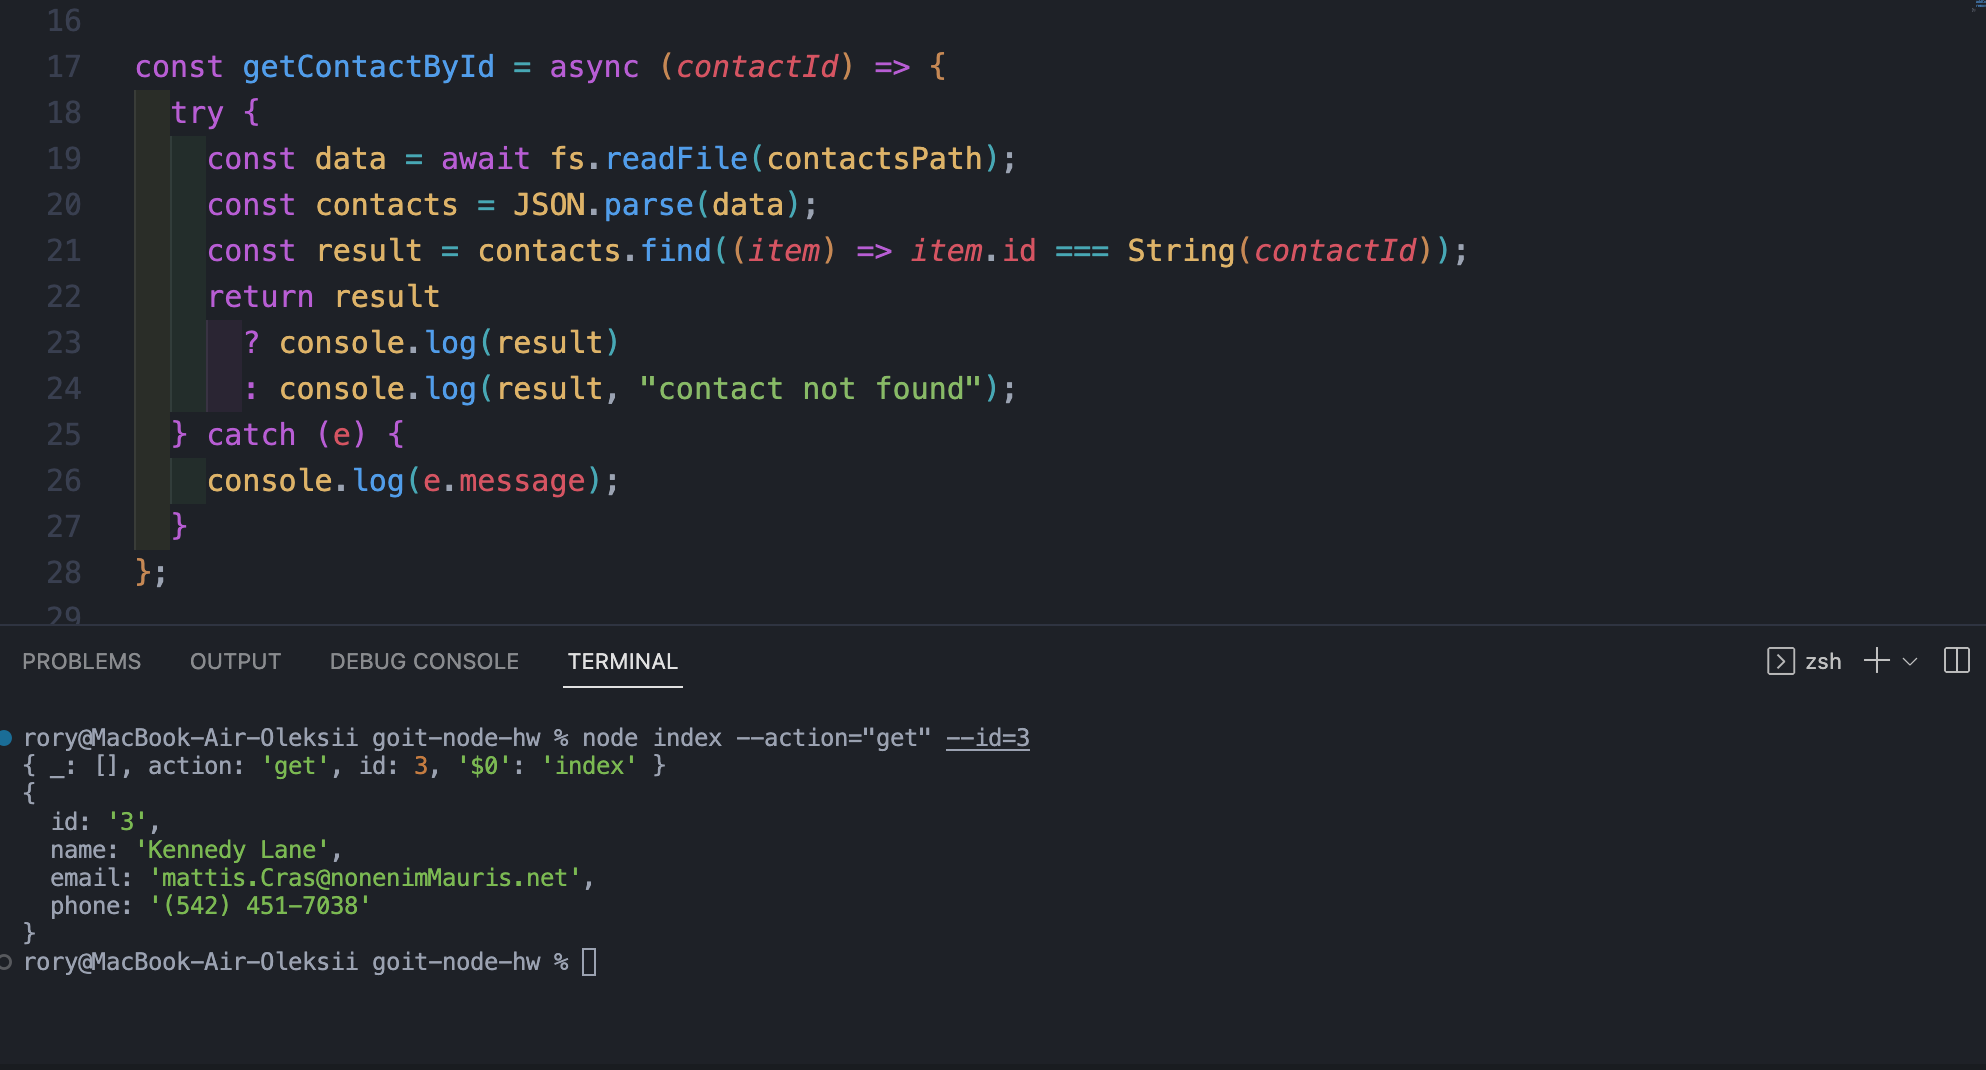 16
17 const getContactById = async (contactId) => {
18 try {
19 const data = await fs.readFile(contactsPath);
20 const contacts = JSON.parse(data);
21 const result = contacts.find((item) => item.id === String(contactId));
22 return result
23 ? console.log(result)
24 : console.log(result, "contact not found");
25 } catch (e) {
26 console.log(e.message);
27 }
28 };
29
PROBLEMS OUTPUT DEBUG CONSOLE TERMINAL zsh
rory@MacBook-Air-Oleksii goit-node-hw % node index --action="get" --id=3
{ _: [], action: 'get', id: 3, '$0': 'index' }
{
id: '3',
name: 'Kennedy Lane',
email: 'mattis.Cras@nonenimMauris.net',
phone: '(542) 451-7038'
}
rory@MacBook-Air-Oleksii goit-node-hw %